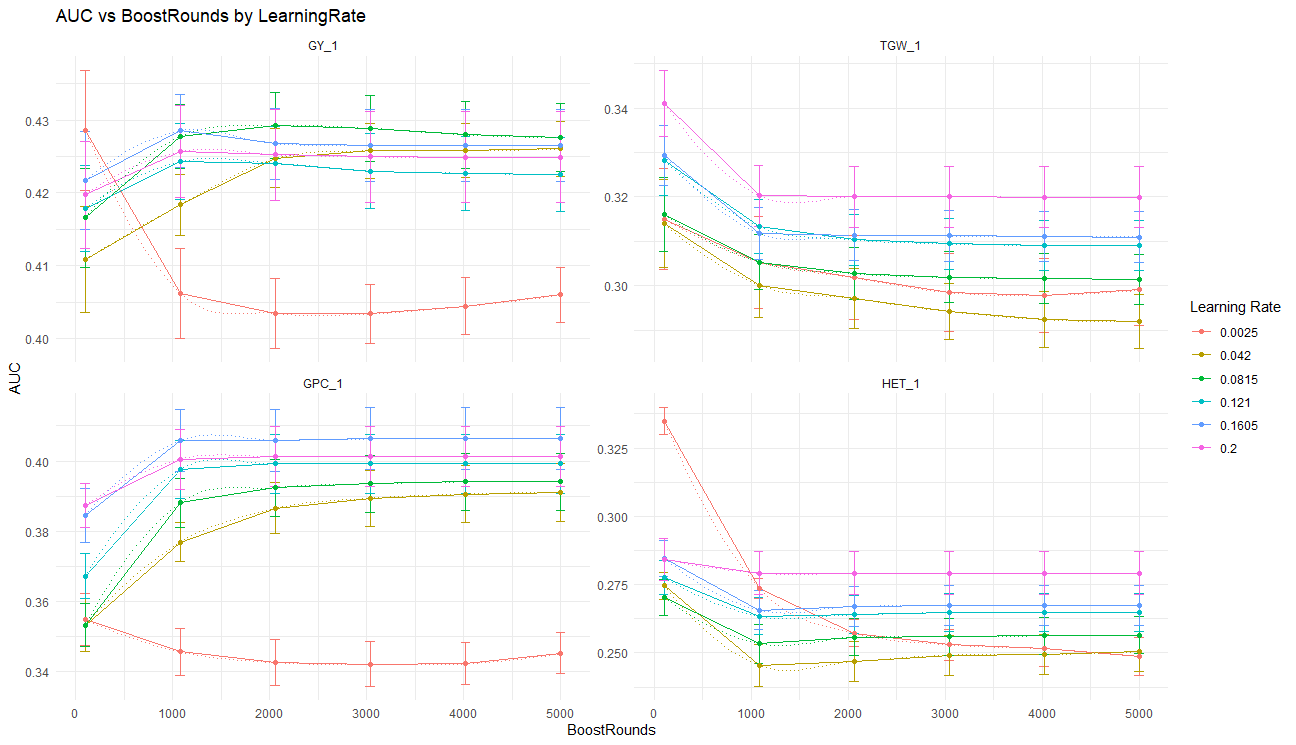 AUC vs BoostRounds by LearningRate
GY_1
TGW_1
0.43
0.42
0.41
0.40
0.34
0.32
0.30
AUC
GPC_1
HET_1
0.40
0.38
0.36
0.34
0.325
0.300
0.275
0.250
0 1000 2000 3000 4000 5000
0 1000 2000 3000 4000 5000
BoostRounds
Learning Rate
0.0025
0.042
0.0815
0.121
0.1605
0.2